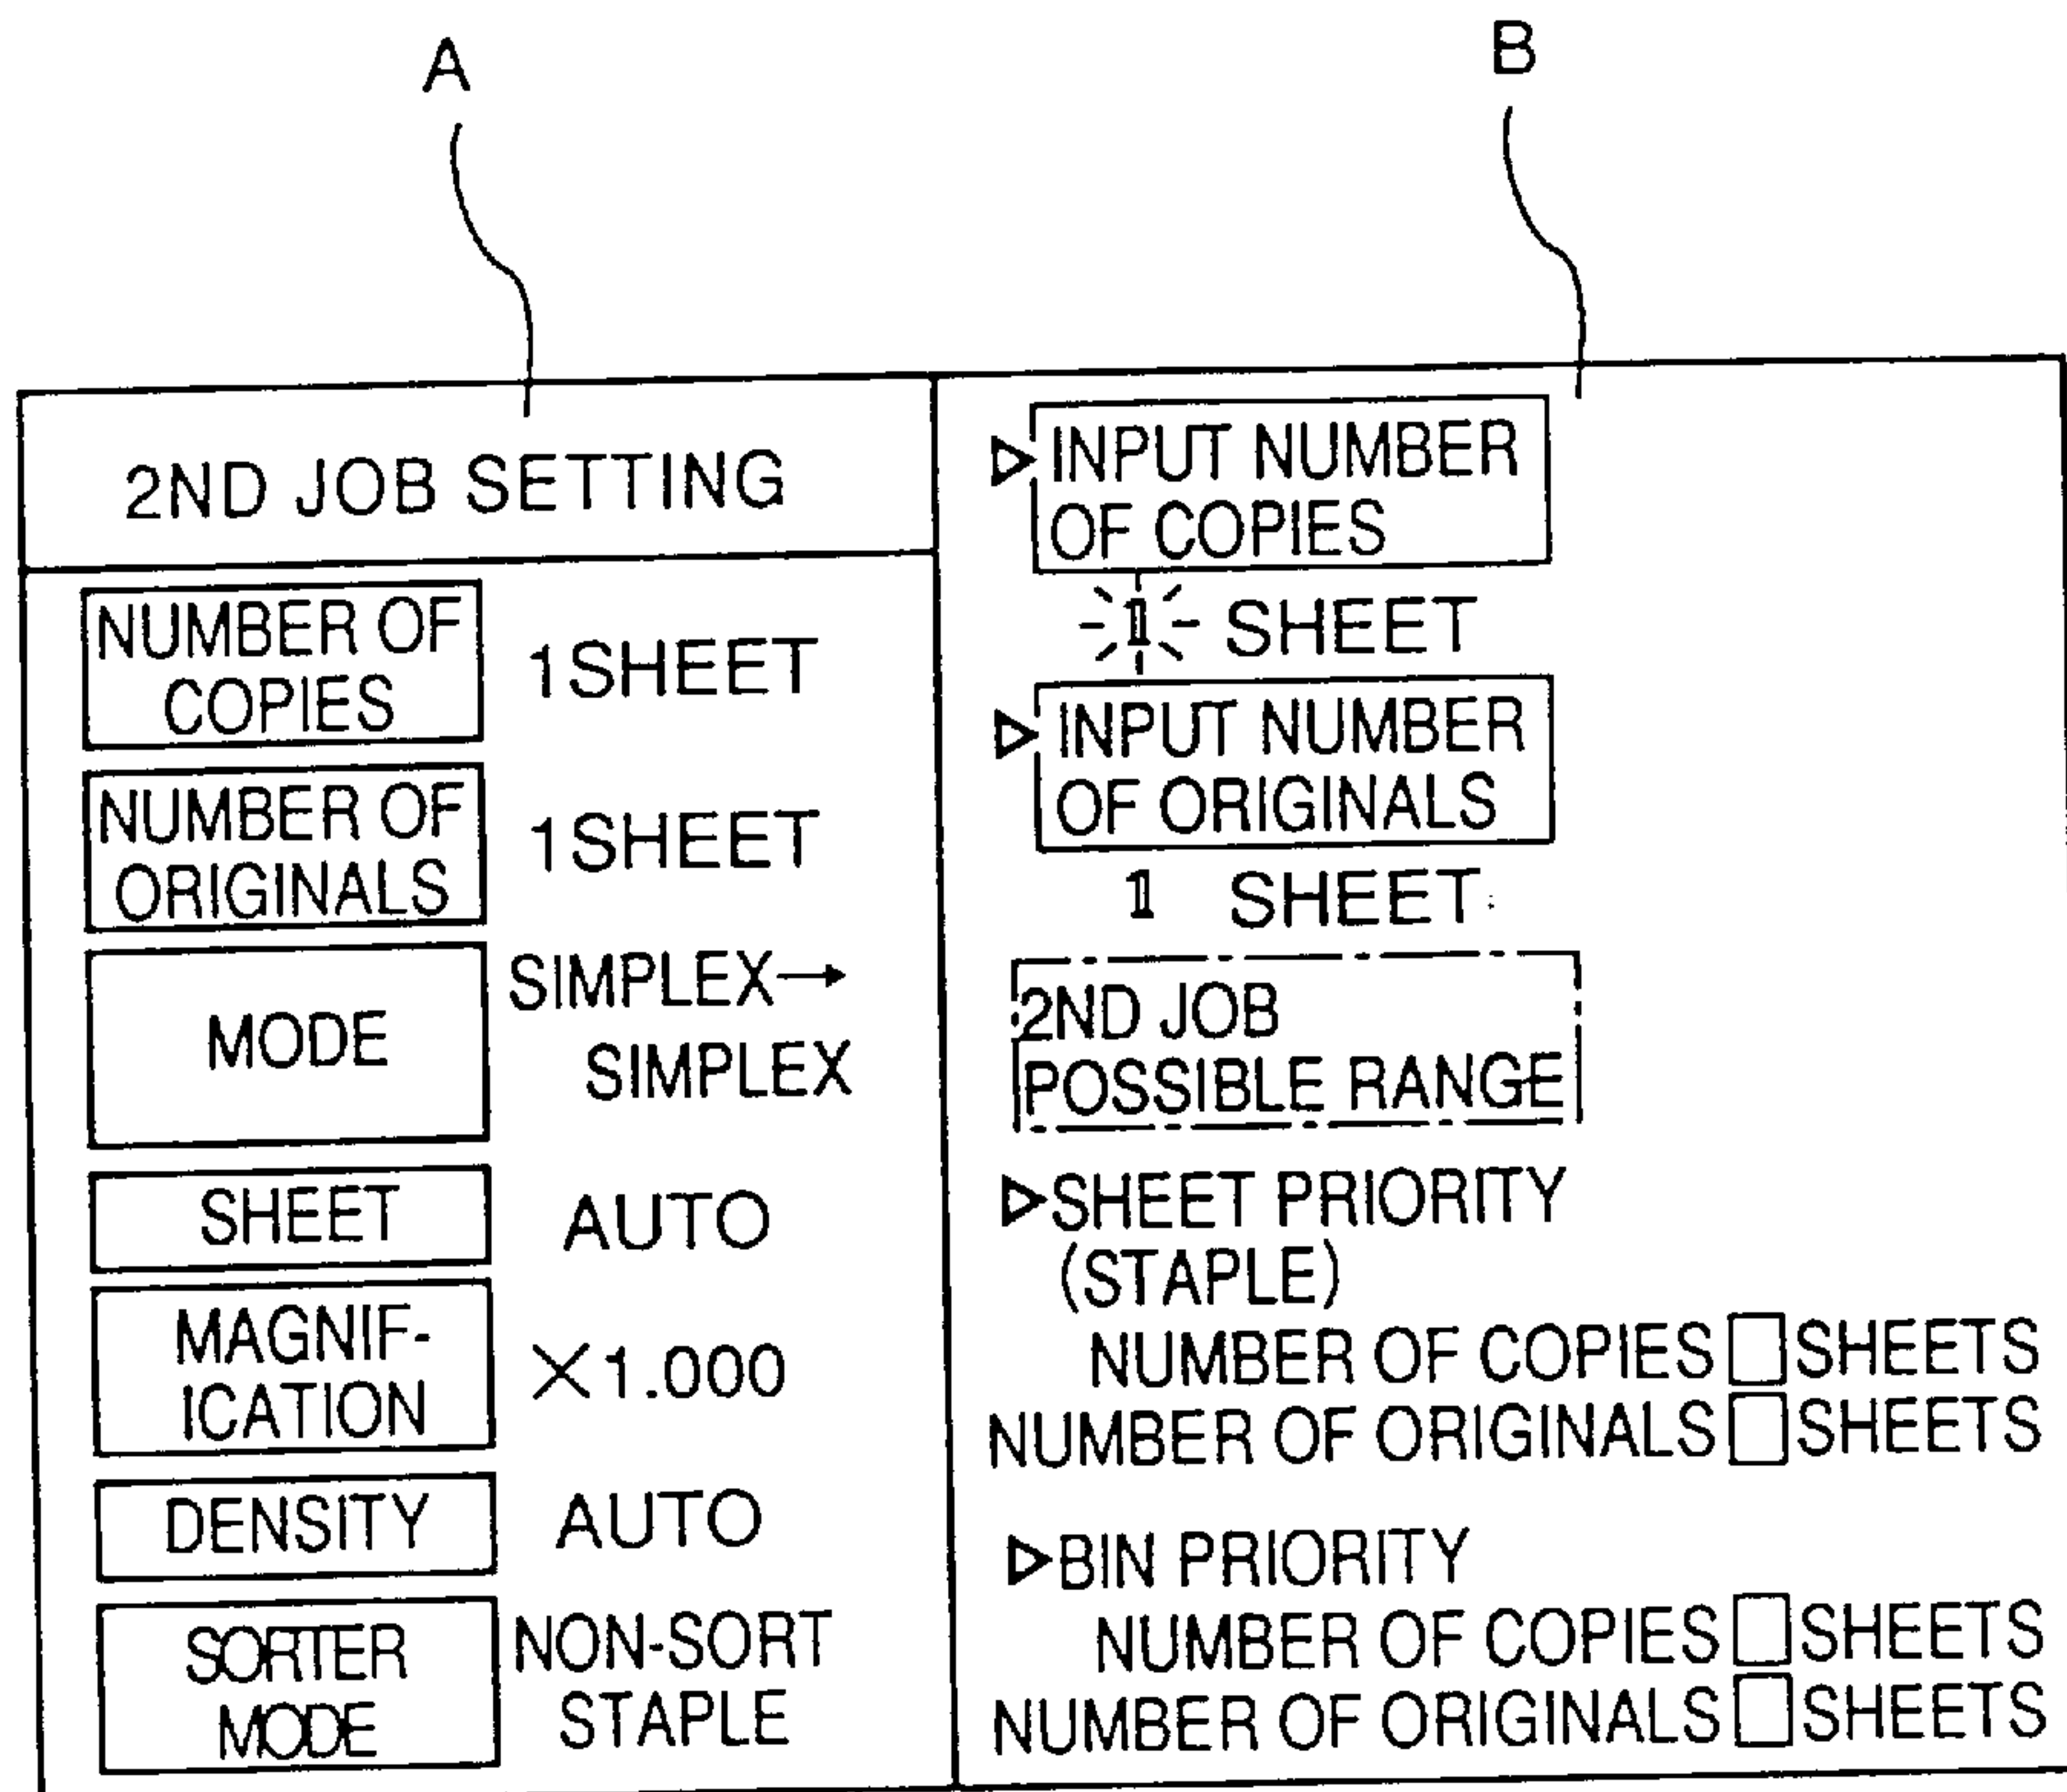 A
B
2ND JOB SETTING
NUMBER OF
COPIES
1SHEET
NUMBER OF
ORIGINALS
1SHEET
MODE
SIMPLEX→
SIMPLEX
SHEET
AUTO
MAGNIF-
ICATION
×1.000
DENSITY
AUTO
SORTER
MODE
NON-SORT
STAPLE
▷INPUT NUMBER
OF COPIES
1 SHEET
▷INPUT NUMBER
OF ORIGINALS
1 SHEET
2ND JOB
POSSIBLE RANGE
▷SHEET PRIORITY
(STAPLE)
NUMBER OF COPIES □SHEETS
NUMBER OF ORIGINALS □SHEETS
▷BIN PRIORITY
NUMBER OF COPIES □SHEETS
NUMBER OF ORIGINALS □SHEETS